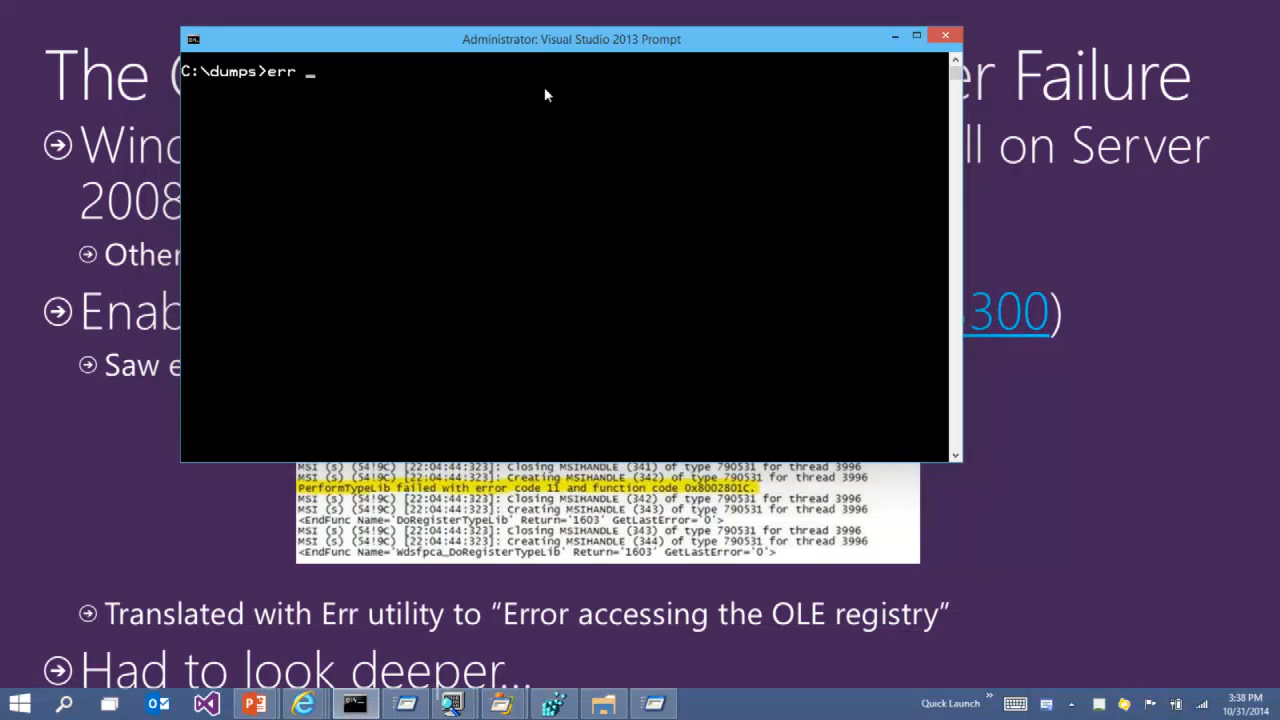 Administrator: Visual Studio 2013 Prompt
C:\dumps>err _
The
er Failure
Wind
ll on Server
2008
Other
Enab
300)
Saw e
MSI (s) (54!9C) [22:04:44:323]: Closing MSIHANDLE (341) of type 790531 for thread 3996
MSI (s) (54!9C) [22:04:44:323]: Creating MSIHANDLE (342) of type 790531 for thread 3996
PerformTypeLib failed with error code 11 and function code 0x8002801c.
MSI (s) (54!9C) [22:04:44:323]: Closing MSIHANDLE (342) of type 790531 for thread 3996
MSI (s) (54!9C) [22:04:44:323]: Creating MSIHANDLE (343) of type 790531 for thread 3996
<EndFunc Name='DoRegisterTypeLib' Return='1603' GetLastError='0'>
MSI (s) (54!9C) [22:04:44:323]: Closing MSIHANDLE (343) of type 790531 for thread 3996
MSI (s) (54!9C) [22:04:44:323]: Creating MSIHANDLE (344) of type 790531 for thread 3996
<EndFunc Name='Wdsfpca_DoRegisterTypeLib' Return='1603' GetLastError='0'>
Translated with Err utility to “Error accessing the OLE registry”
Had to look deeper...
Quick Launch
3:38 PM
10/31/2014